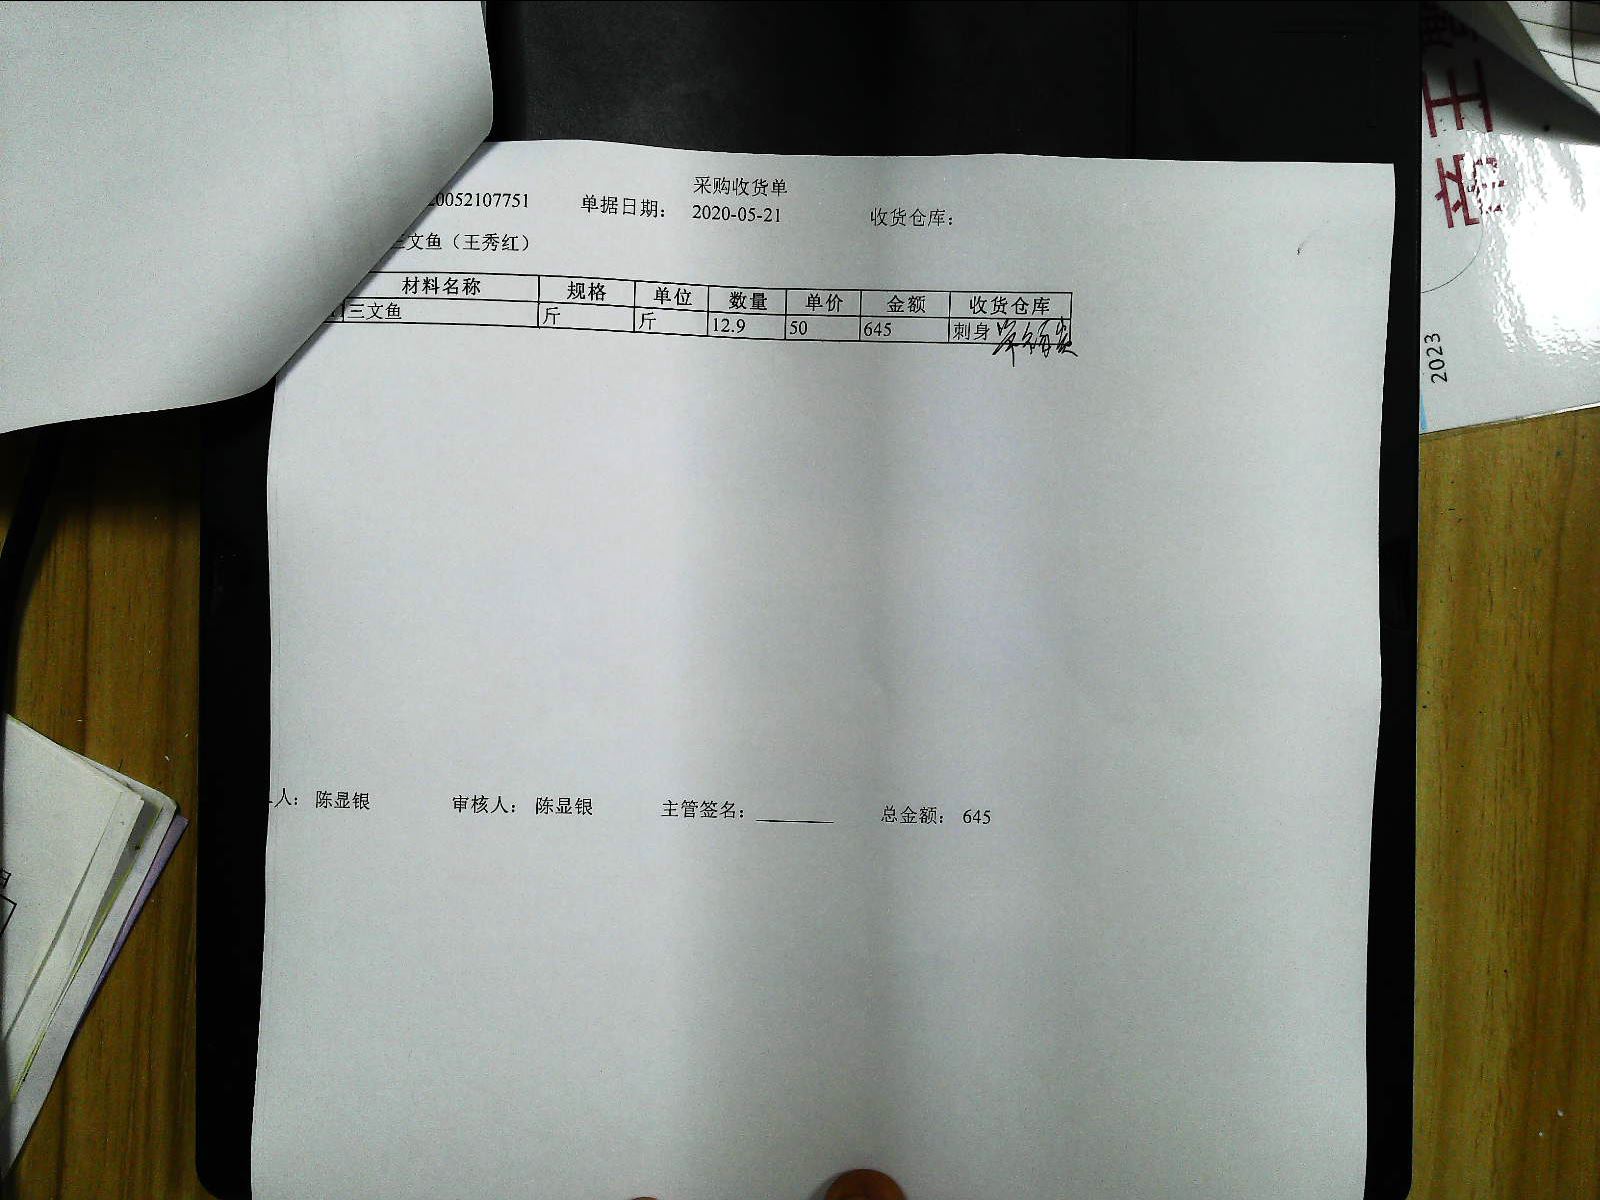 采购收货单
0052107751 单据日期： 2020-05-21 收货仓库：
三文鱼（王秀红）
材料名称 规格 单位 数量 单价 金额 收货仓库
三文鱼 斤 斤 12.9 50 645 刺身
人： 陈显银 审核人： 陈显银 主管签名： 总金额： 645
2023